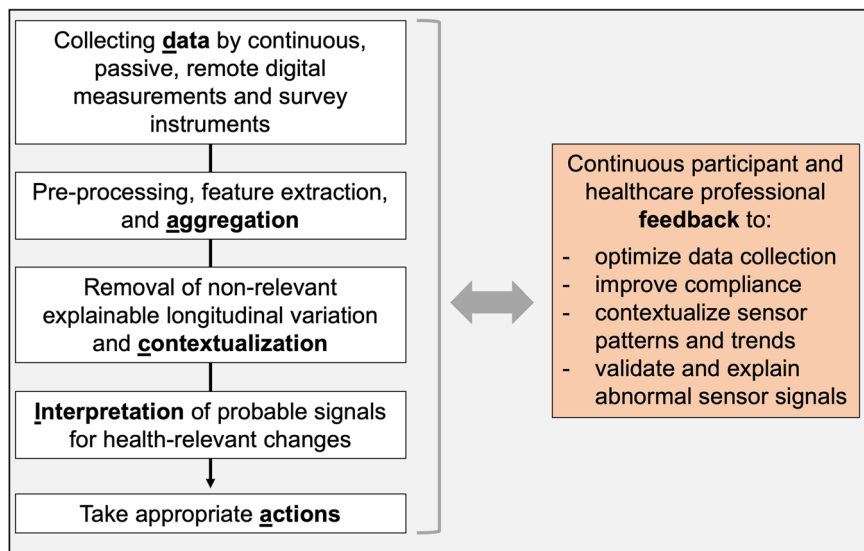 Collecting data by continuous,
passive, remote digital
measurements and survey
instruments
Pre-processing, feature extraction,
and aggregation
Removal of non-relevant
explainable longitudinal variation
and contextualization
Interpretation of probable signals
for health-relevant changes
Take appropriate actions
Continuous participant and
healthcare professional
feedback to:
- optimize data collection
- improve compliance
- contextualize sensor
patterns and trends
- validate and explain
abnormal sensor signals